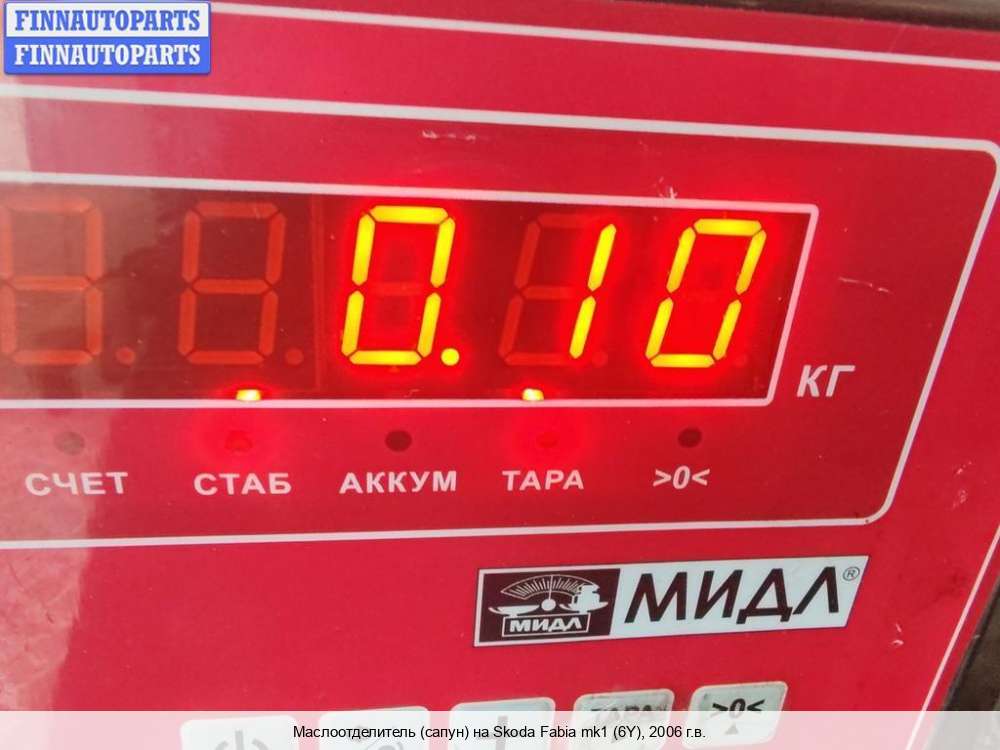 FINNAUTOPARTS
FINNAUTOPARTS
0.10
КГ
СЧЕТ СТАБ АККУМ ТАРА >0<
МИДЛ МИДЛ®
ТАРА >0<
Маслоотделитель (сапун) на Skoda Fabia mk1 (6Y), 2006 г.в.